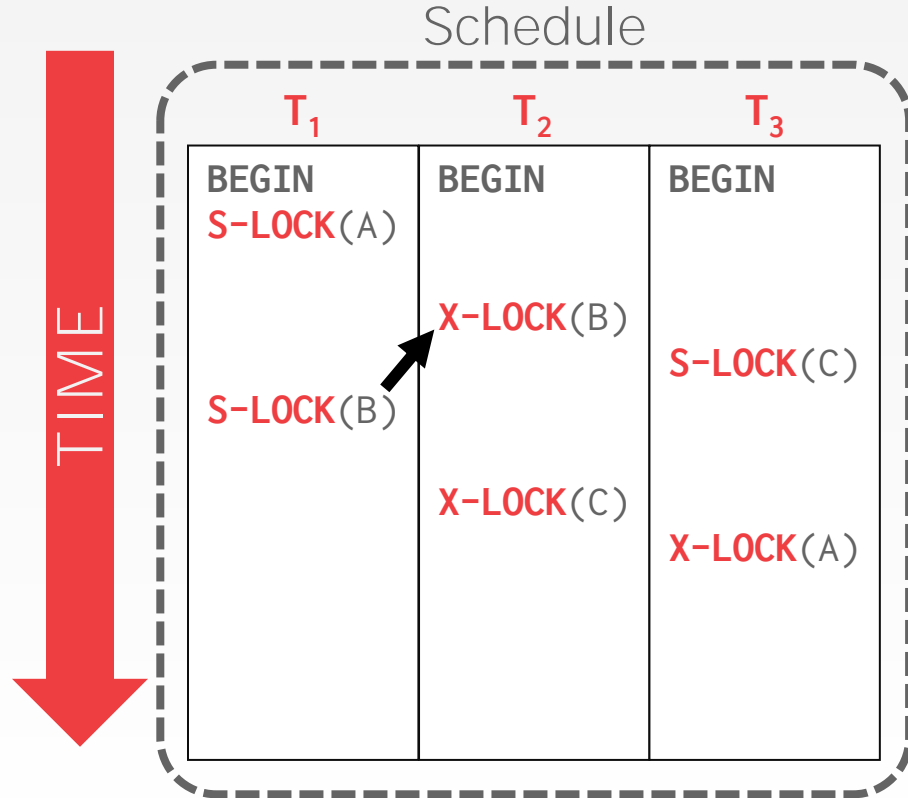 Schedule
TIME
T₁ T₂ T₃
BEGIN BEGIN BEGIN
S-LOCK(A)
X-LOCK(B)
S-LOCK(C)
S-LOCK(B)
X-LOCK(C)
X-LOCK(A)